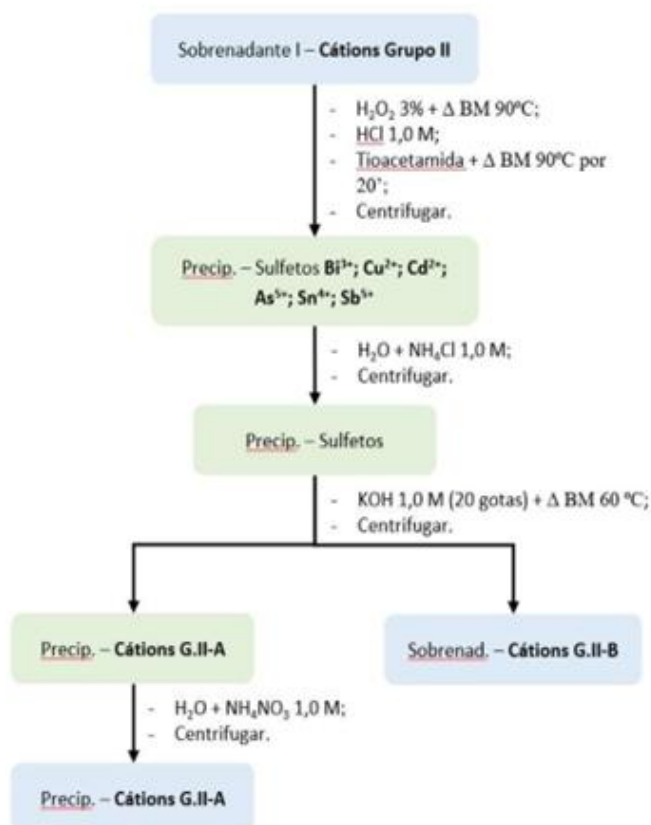 Sobrenadante I – Cátions Grupo II
- H₂O₂ 3% + Δ BM 90ºC;
- HCl 1,0 M;
- Tioacetamida + Δ BM 90ºC por
20’;
- Centrifugar.
Precip. – Sulfetos Bi³⁺; Cu²⁺; Cd²⁺;
As⁵⁺; Sn⁴⁺; Sb⁵⁺
- H₂O + NH₄Cl 1,0 M;
- Centrifugar.
Precip. – Sulfetos
- KOH 1,0 M (20 gotas) + Δ BM 60 ºC;
- Centrifugar.
Precip. – Cátions G.II-A
Sobrenad. – Cátions G.II-B
- H₂O + NH₄NO₃ 1,0 M;
- Centrifugar.
Precip. – Cátions G.II-A